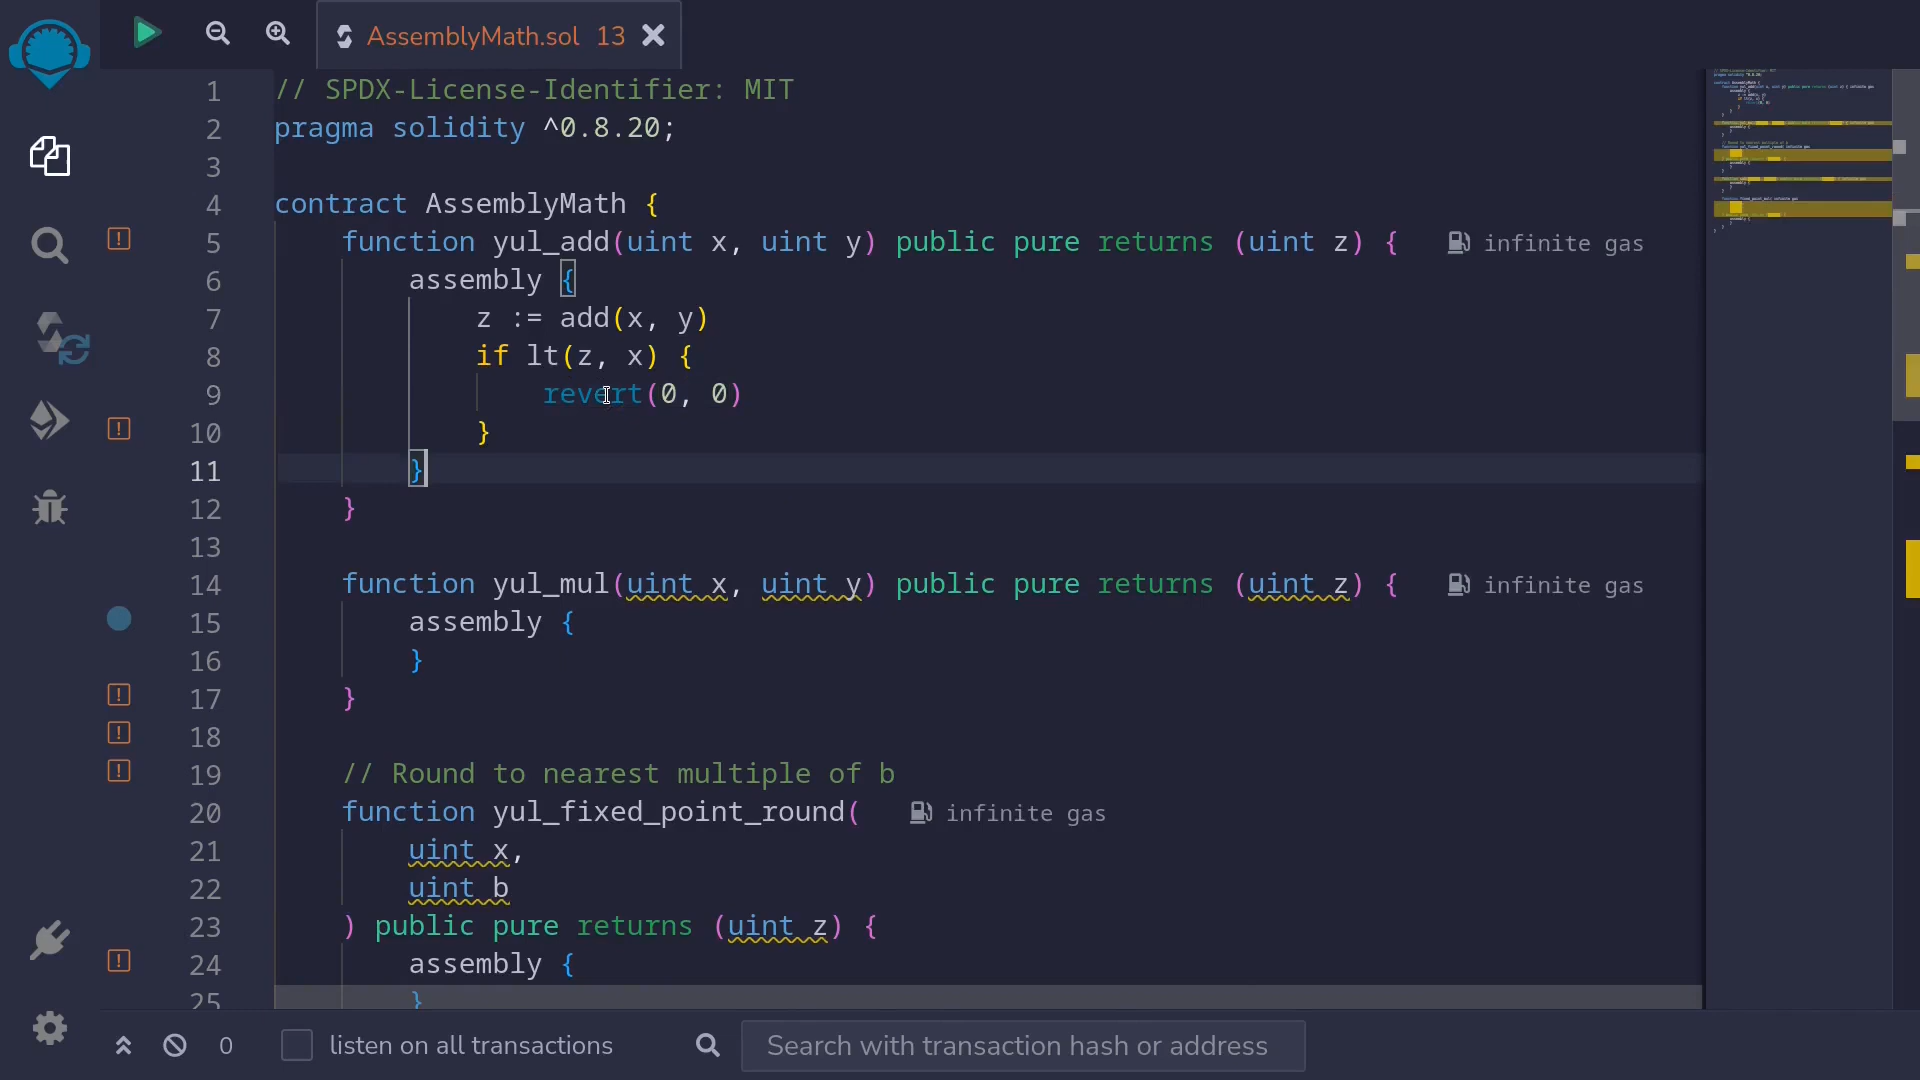 AssemblyMath.sol 13
1 // SPDX-License-Identifier: MIT
2 pragma solidity ^0.8.20;
3
4 contract AssemblyMath {
5 function yul_add(uint x, uint y) public pure returns (uint z) { infinite gas
6 assembly {
7 z := add(x, y)
8 if lt(z, x) {
9 revert(0, 0)
10 }
11 }
12 }
13
14 function yul_mul(uint x, uint y) public pure returns (uint z) { infinite gas
15 assembly {
16 }
17 }
18
19 // Round to nearest multiple of b
20 function yul_fixed_point_round( infinite gas
21 uint x,
22 uint b
23 ) public pure returns (uint z) {
24 assembly {
25 }
0 listen on all transactions Search with transaction hash or address